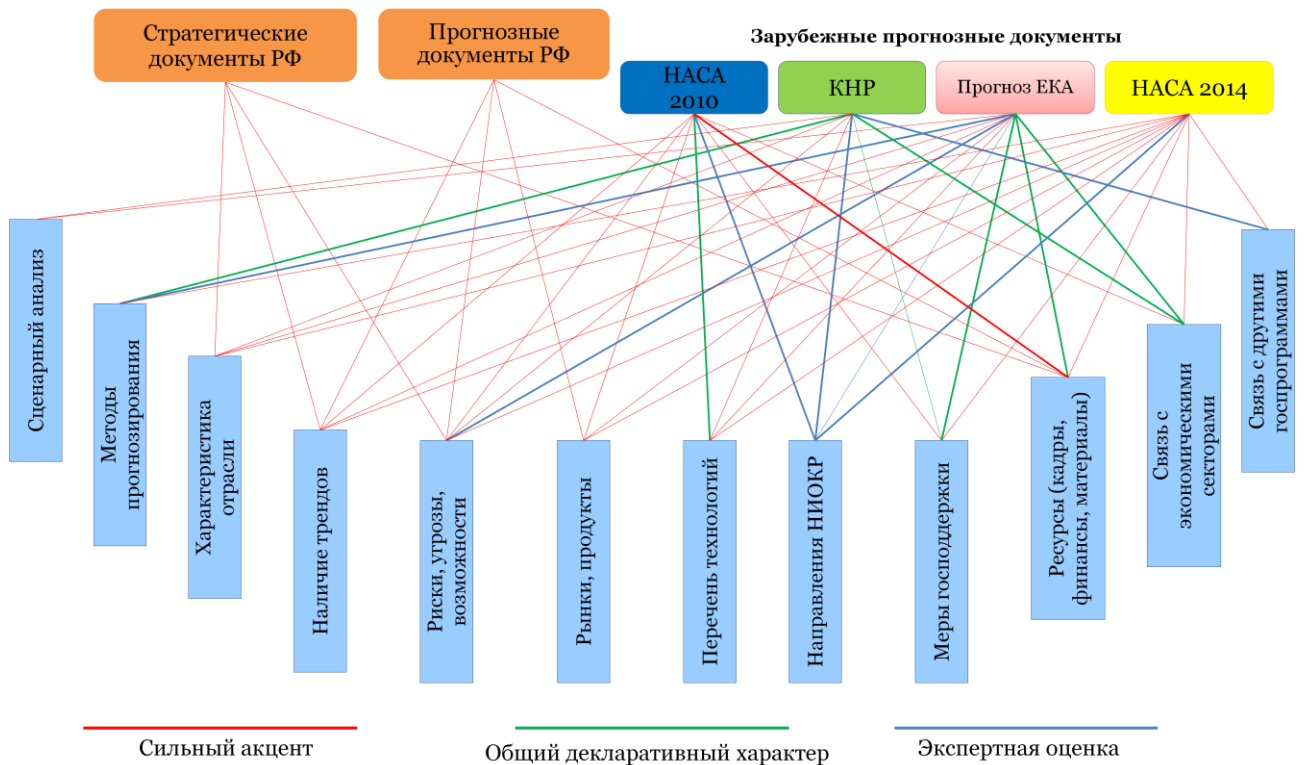 Стратегические
документы РФ
Прогнозные
документы РФ
Зарубежные прогнозные документы
НАСА
2010
КНР
Прогноз ЕКА
НАСА 2014
Сценарный анализ
Методы
прогнозирования
Характеристика
отрасли
Наличие трендов
Риски, угрозы,
возможности
Рынки, продукты
Перечень технологий
Направления НИОКР
Меры господдержки
Ресурсы (кадры,
финансы, материалы)
Связь с
экономическими
секторами
Связь с другими
госпрограммами
Сильный акцент
Общий декларативный характер
Экспертная оценка